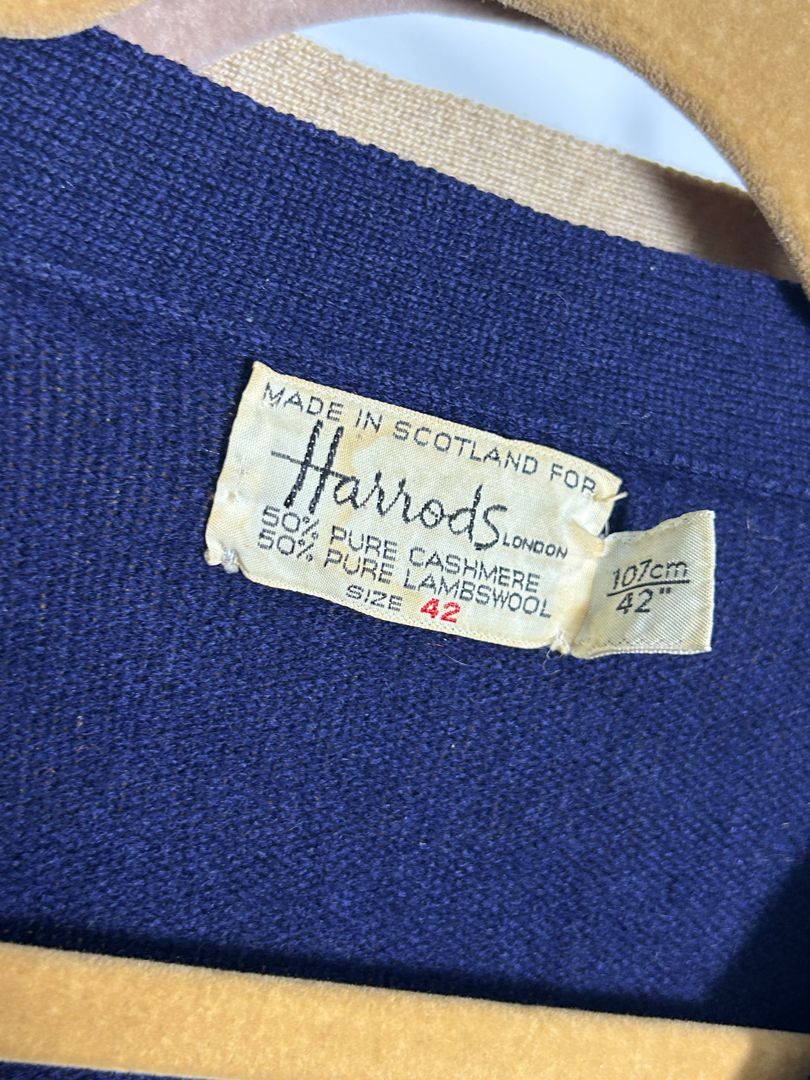 MADE IN SCOTLAND FOR
Harrods LONDON
50% PURE CASHMERE
50% PURE LAMBSWOOL
SIZE 42
107cm
42"